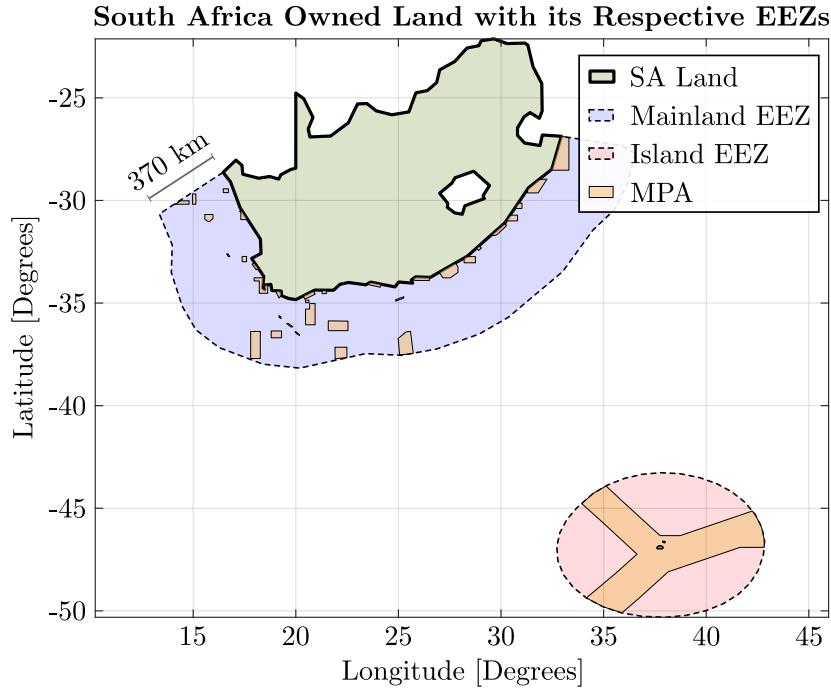 South Africa Owned Land with its Respective EEZs
SA Land
Mainland EEZ
Island EEZ
MPA
370 km
-25
-30
-35
-40
-45
-50
Latitude [Degrees]
15 20 25 30 35 40 45
Longitude [Degrees]